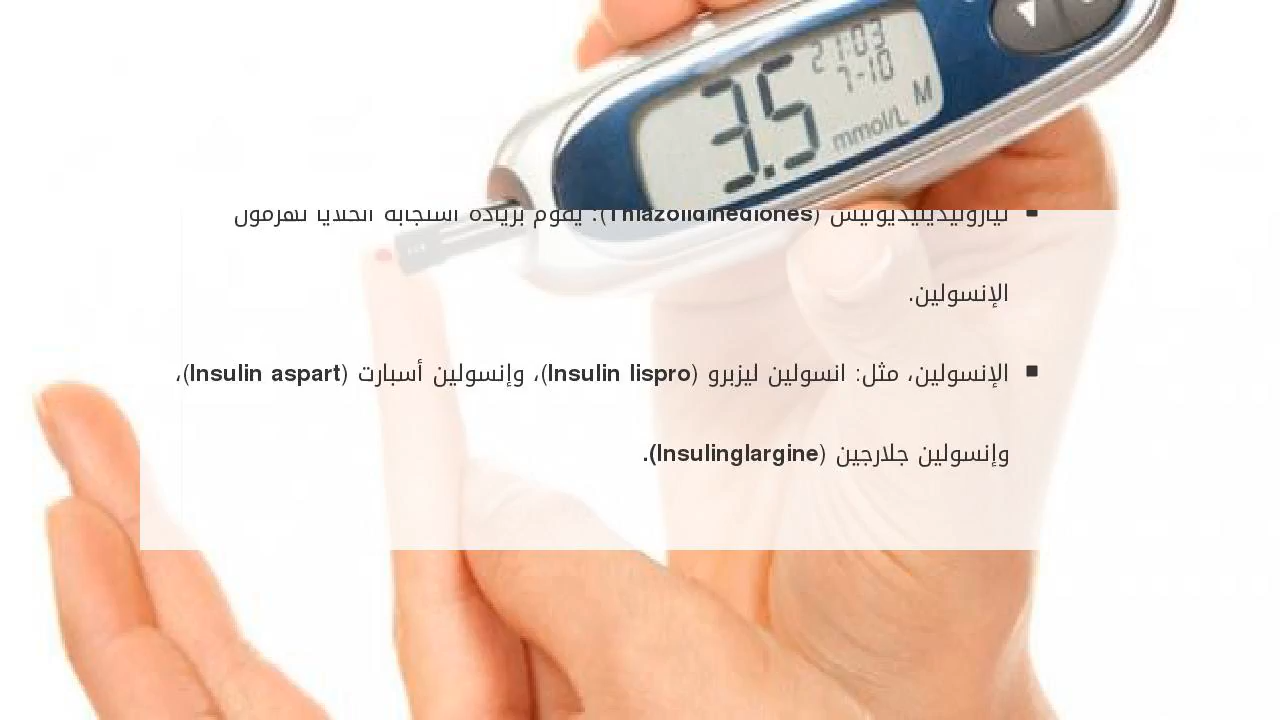 21:03
7-10
3.5
M
mmol/L
ثيازوليدينيديونيس (Thiazolidinediones): يقوم بزيادة استجابة الخلايا لهرمون
الإنسولين.
▪ الإنسولين، مثل: انسولين ليزبرو (Insulin lispro)، وإنسولين أسبارت (Insulin aspart)،
وإنسولين جلارجين (Insulinglargine).